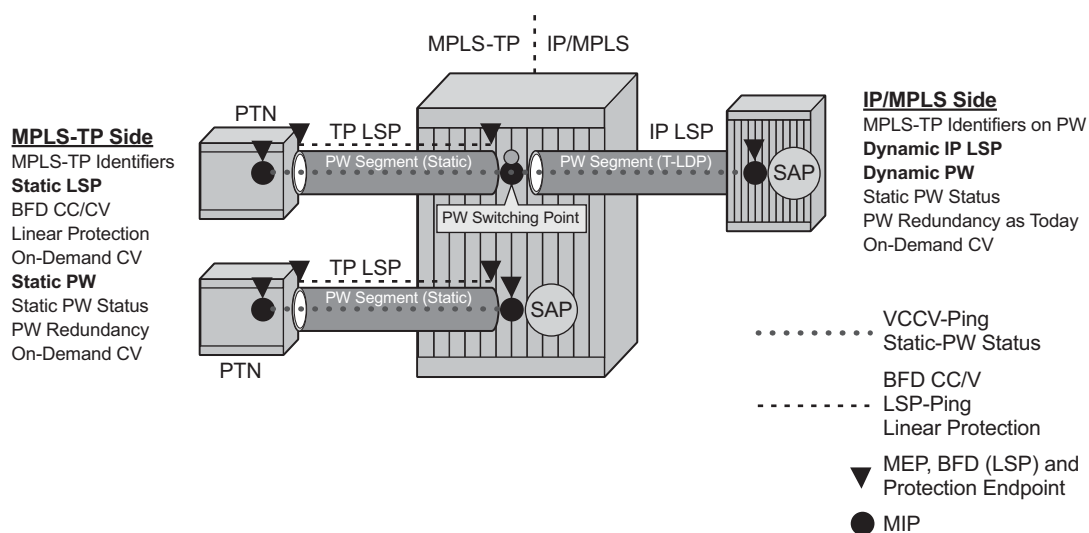 MPLS-TP
IP/MPLS
MPLS-TP Side
MPLS-TP Identifiers
Static LSP
BFD CC/CV
Linear Protection
On-Demand CV
Static PW
Static PW Status
PW Redundancy
On-Demand CV
PTN
TP LSP
PW Segment (Static)
IP LSP
PW Segment (T-LDP)
SAP
PW Switching Point
TP LSP
PW Segment (Static)
SAP
PTN
IP/MPLS Side
MPLS-TP Identifiers on PW
Dynamic IP LSP
Dynamic PW
Static PW Status
PW Redundancy as Today
On-Demand CV
VCCV-Ping
Static-PW Status
BFD CC/V
LSP-Ping
Linear Protection
MEP, BFD (LSP) and
Protection Endpoint
MIP